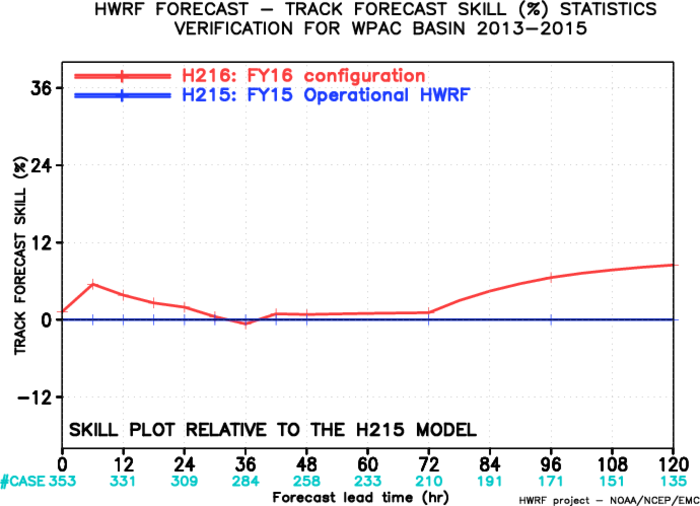 HWRF FORECAST – TRACK FORECAST SKILL (%) STATISTICS
VERIFICATION FOR WPAC BASIN 2013–2015
H216: FY16 configuration
H215: FY15 Operational HWRF
TRACK FORECAST SKILL (%)
36
24
12
0
−12
SKILL PLOT RELATIVE TO THE H215 MODEL
0 12 24 36 48 60 72 84 96 108 120
#CASE 353 331 309 284 258 233 210 191 171 151 135
Forecast lead time (hr)
HWRF project – NOAA/NCEP/EMC